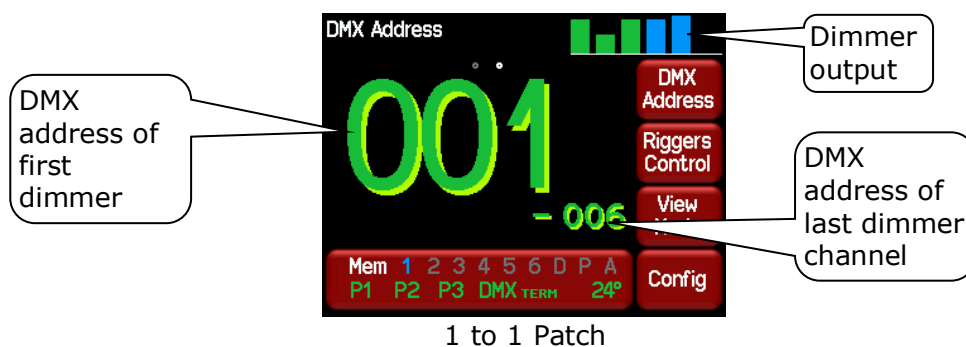 DMX Address
Dimmer
output
DMX
address of
first
dimmer
001
- 006
DMX
Address
Riggers
Control
View
DMX
address of
last dimmer
channel
Mem 1 2 3 4 5 6 D P A
P1 P2 P3 DMX TERM 24°
Config
1 to 1 Patch